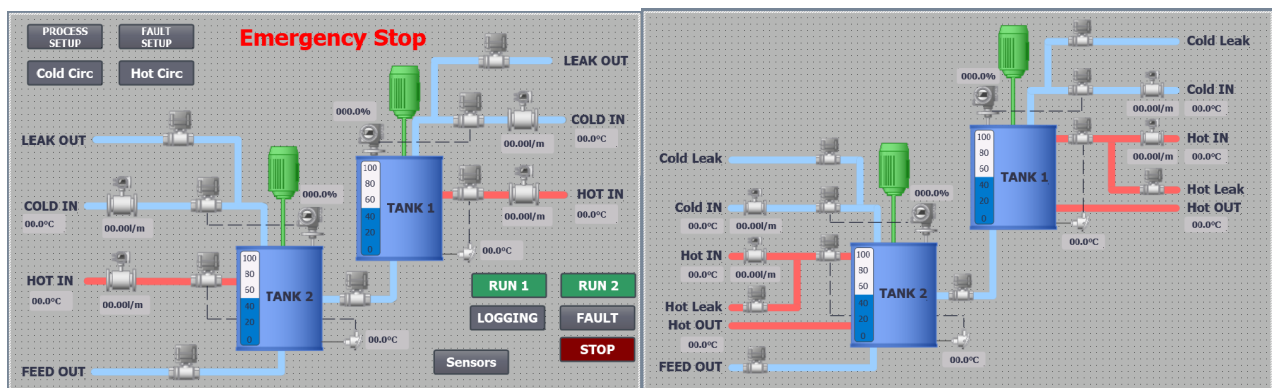 PROCESS
SETUP
FAULT
SETUP
Emergency Stop
Cold Circ
Hot Circ
LEAK OUT
000.0%
COLD IN
00.00l/m
00.0°C
LEAK OUT
100
80
60
40
20
0
TANK 1
HOT IN
00.00l/m
00.0°C
000.0%
COLD IN
00.0°C
00.00l/m
00.0°C
100
80
60
40
20
0
TANK 2
HOT IN
00.0°C
00.00l/m
RUN 1
RUN 2
LOGGING
FAULT
00.0°C
STOP
Sensors
FEED OUT
Cold Leak
000.0%
Cold IN
00.00l/m
00.0°C
100
80
60
40
20
0
TANK 1
Hot IN
00.00l/m
00.0°C
Hot Leak
Hot OUT
00.0°C
00.0°C
Cold Leak
000.0%
Cold IN
00.0°C
00.00l/m
Hot IN
00.0°C
00.00l/m
100
80
60
40
20
0
TANK 2
Hot Leak
Hot OUT
00.0°C
00.0°C
FEED OUT